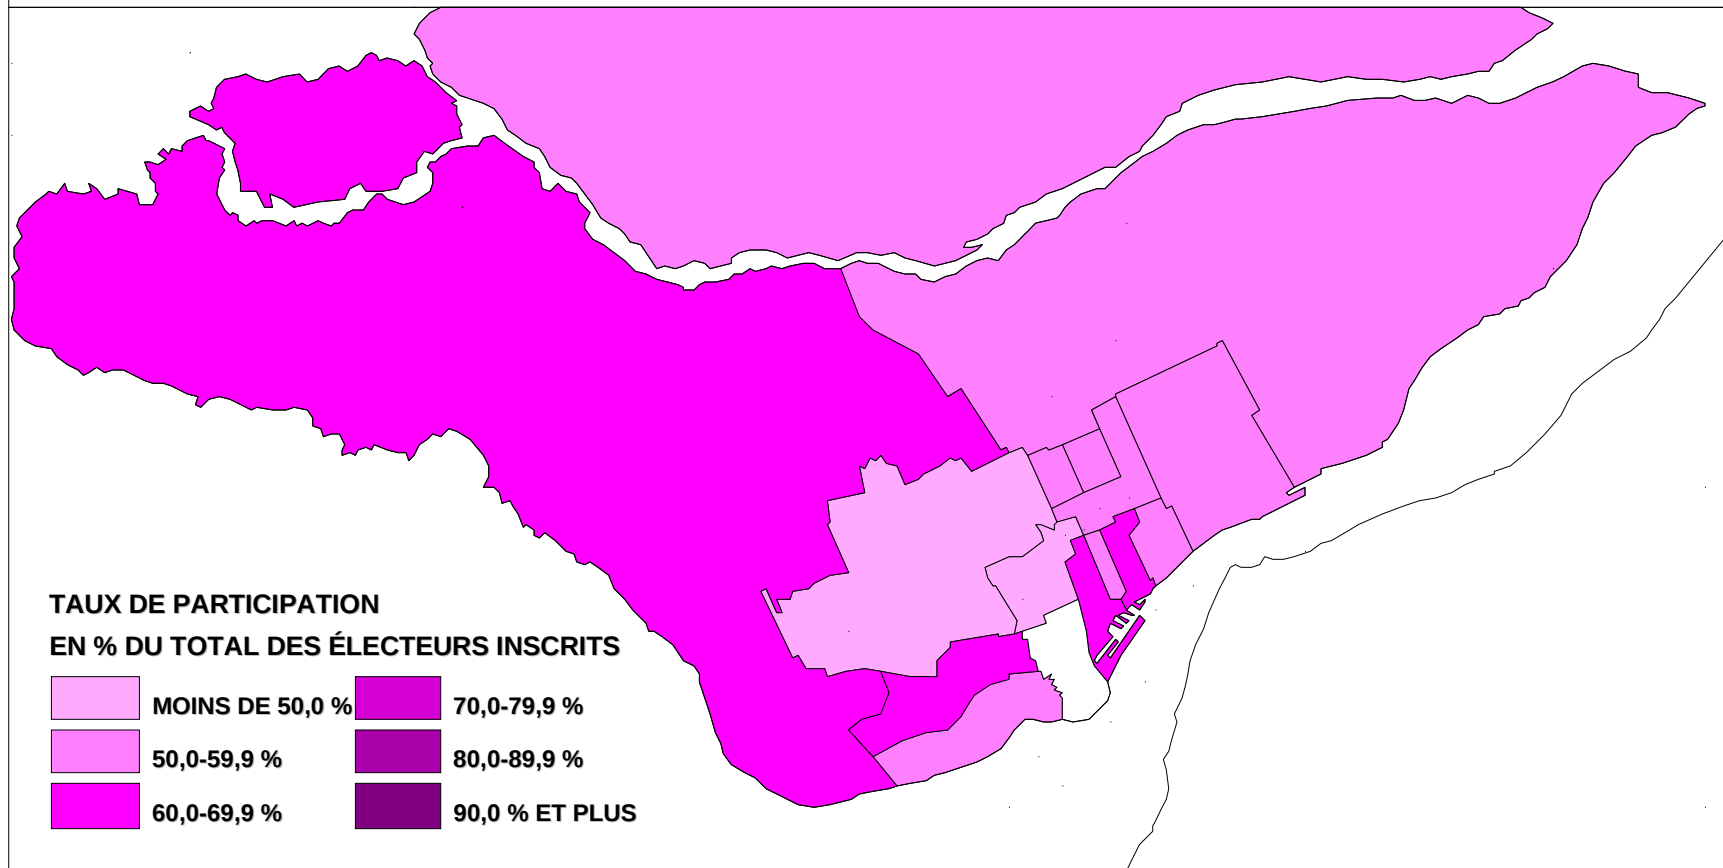 TAUX DE PARTICIPATION
EN % DU TOTAL DES ÉLECTEURS INSCRITS
MOINS DE 50,0 %
50,0-59,9 %
60,0-69,9 %
70,0-79,9 %
80,0-89,9 %
90,0 % ET PLUS